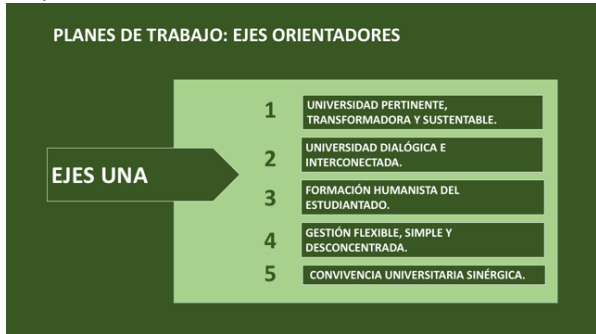 PLANES DE TRABAJO: EJES ORIENTADORES
EJES UNA
1
UNIVERSIDAD PERTINENTE,
TRANSFORMADORA Y SUSTENTABLE.
2
UNIVERSIDAD DIALÓGICA E
INTERCONECTADA.
3
FORMACIÓN HUMANISTA DEL
ESTUDIANTADO.
4
GESTIÓN FLEXIBLE, SIMPLE Y
DESCONCENTRADA.
5
CONVIVENCIA UNIVERSITARIA SINÉRGICA.